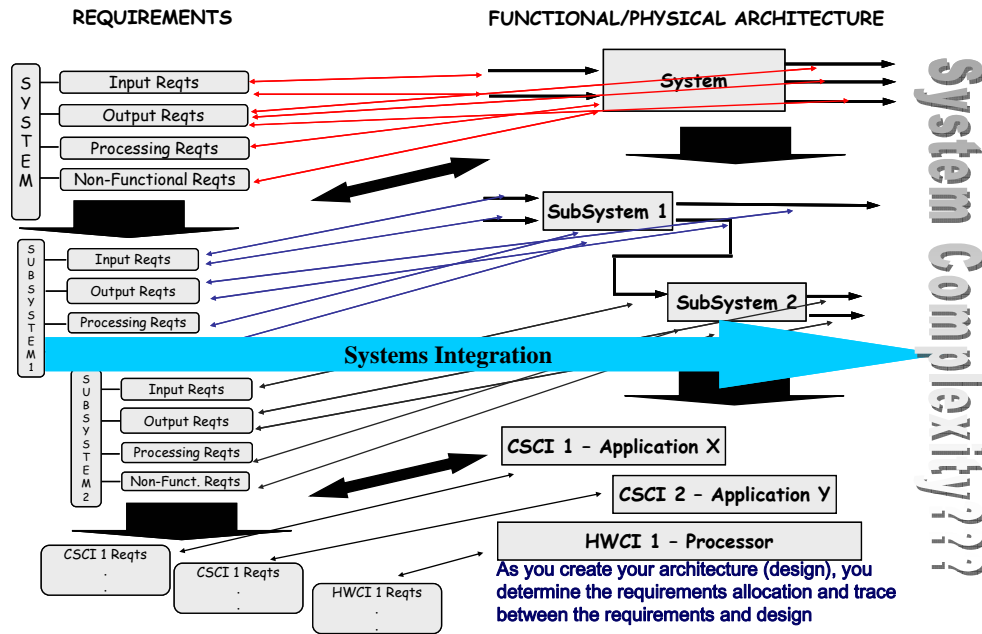 REQUIREMENTS
FUNCTIONAL/PHYSICAL ARCHITECTURE
SYSTEM
Input Reqts
Output Reqts
Processing Reqts
Non-Functional Reqts
System
SUBSYSTEM1
Input Reqts
Output Reqts
Processing Reqts
SubSystem 1
SubSystem 2
Systems Integration
SUBSYSTEM2
Input Reqts
Output Reqts
Processing Reqts
Non-Funct. Reqts
CSCI 1 – Application X
CSCI 2 – Application Y
HWCI 1 – Processor
CSCI 1 Reqts
.
.
CSCI 1 Reqts
.
.
HWCI 1 Reqts
.
.
As you create your architecture (design), you
determine the requirements allocation and trace
between the requirements and design
System Complexity???